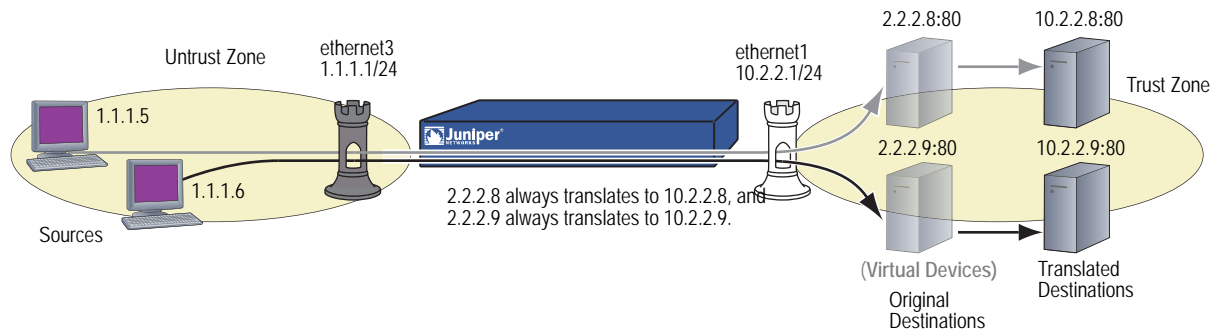 2.2.2.8:80
10.2.2.8:80
ethernet3
1.1.1.1/24
ethernet1
10.2.2.1/24
Untrust Zone
Trust Zone
1.1.1.5
Juniper®
NETWORKS
2.2.2.9:80
10.2.2.9:80
1.1.1.6
2.2.2.8 always translates to 10.2.2.8, and
2.2.2.9 always translates to 10.2.2.9.
Sources
(Virtual Devices)
Original
Destinations
Translated
Destinations